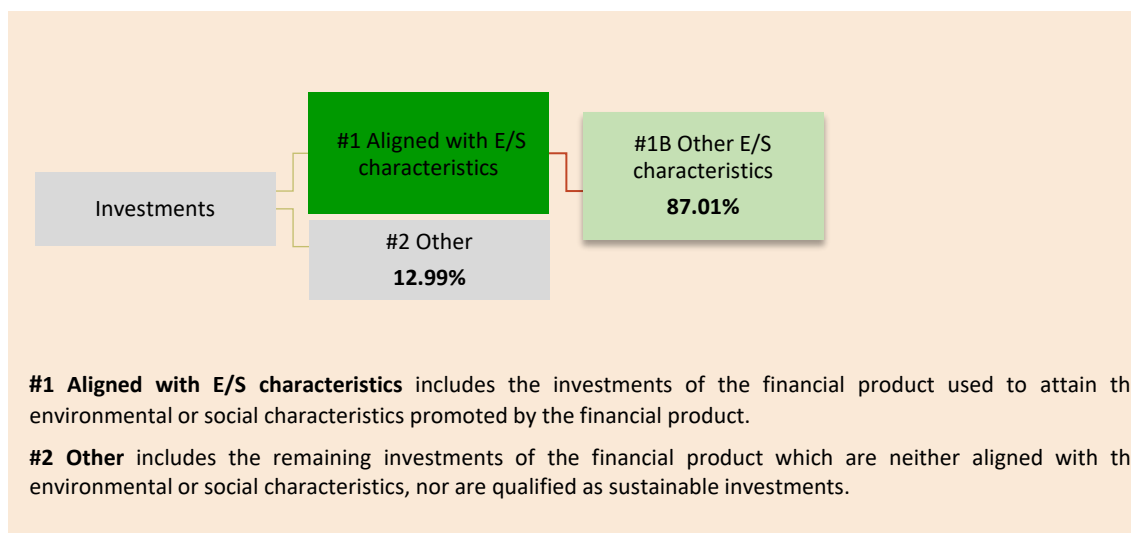 #1 Aligned with E/S
characteristics
#1B Other E/S
characteristics
87.01%
Investments
#2 Other
12.99%
#1 Aligned with E/S characteristics includes the investments of the financial product used to attain th
environmental or social characteristics promoted by the financial product.
#2 Other includes the remaining investments of the financial product which are neither aligned with th
environmental or social characteristics, nor are qualified as sustainable investments.